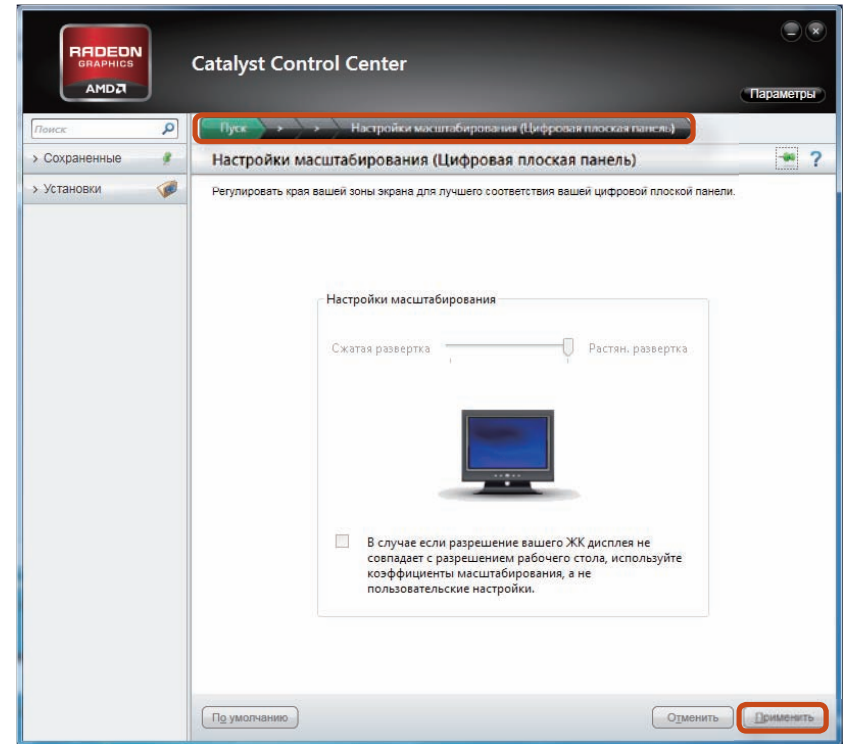 RADEON
GRAPHICS
AMD
Catalyst Control Center
Параметры
Поиск
Пуск > > Настройки масштабирования (Цифровая плоская панель)
> Сохраненные
> Установки
Настройки масштабирования (Цифровая плоская панель)
?
Регулировать края вашей зоны экрана для лучшего соответствия вашей цифровой плоской панели.
Настройки масштабирования
Сжатая развертка
Растян. развертка
В случае если разрешение вашего ЖК дисплея не
совпадает с разрешением рабочего стола, используйте
коэффициенты масштабирования, а не
пользовательские настройки.
По умолчанию
Отменить
Применить